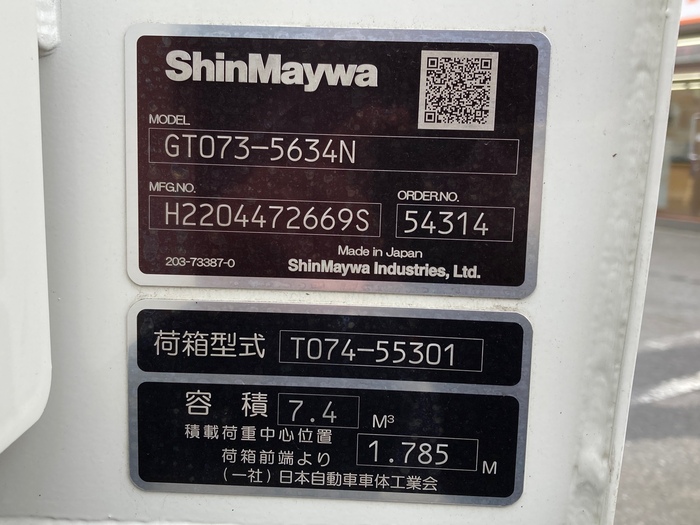 ShinMaywa
MODEL
GT073-5634N
MFG.NO.
ORDER.NO.
H2204472669S
54314
Made in Japan
203-73387-0
ShinMaywa Industries, Ltd.
荷箱型式 T074-55301
容積 7.4 M³
積載荷重中心位置
荷箱前端より 1.785 M
(一社)日本自動車車体工業会